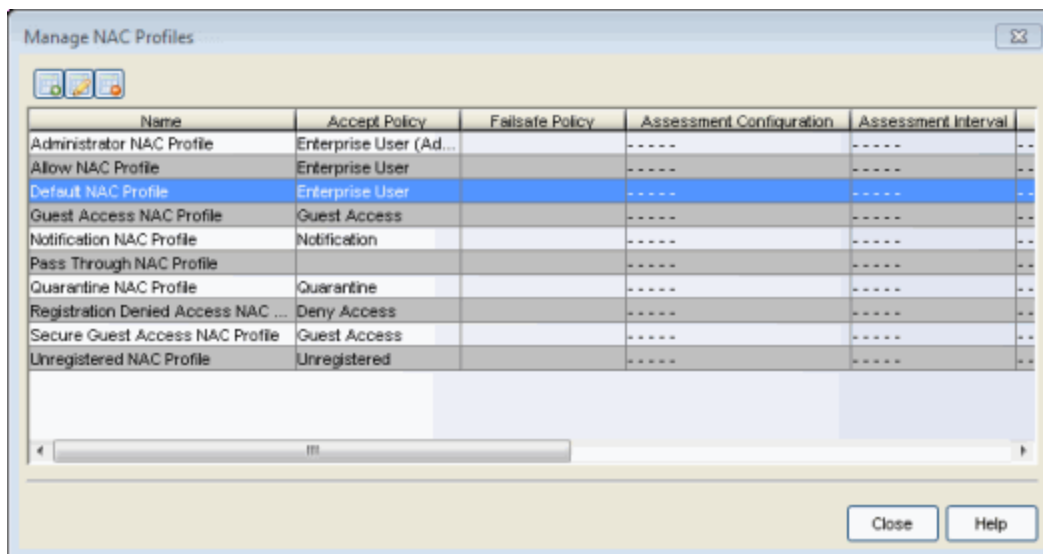 Manage NAC Profiles
Name Accept Policy Failsafe Policy Assessment Configuration Assessment Interval
Administrator NAC Profile Enterprise User (Ad... - - - - - - - - - - - -
Allow NAC Profile Enterprise User - - - - - - - - - - - -
Default NAC Profile Enterprise User - - - - - - - - - - - -
Guest Access NAC Profile Guest Access - - - - - - - - - - - -
Notification NAC Profile Notification - - - - - - - - - - - -
Pass Through NAC Profile - - - - - - - - - - - -
Quarantine NAC Profile Quarantine - - - - - - - - - - - -
Registration Denied Access NAC ... Deny Access - - - - - - - - - - - -
Secure Guest Access NAC Profile Guest Access - - - - - - - - - - - -
Unregistered NAC Profile Unregistered - - - - - - - - - - - -
Close Help